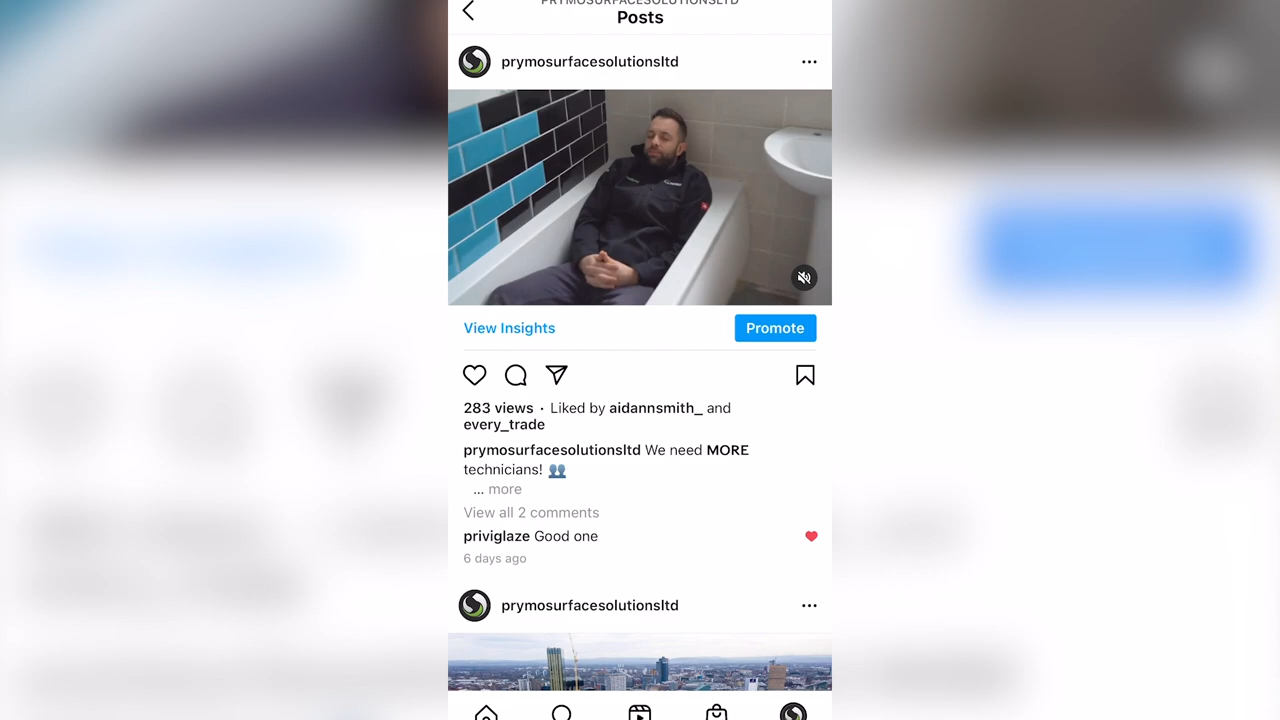 PRYMOSURFACESOLUTIONSLTD
Posts
prymosurfacesolutionsltd
View Insights
Promote
283 views · Liked by aidannsmith_ and
every_trade
prymosurfacesolutionsltd We need MORE
technicians! 👥
... more
View all 2 comments
priviglaze Good one
6 days ago
prymosurfacesolutionsltd